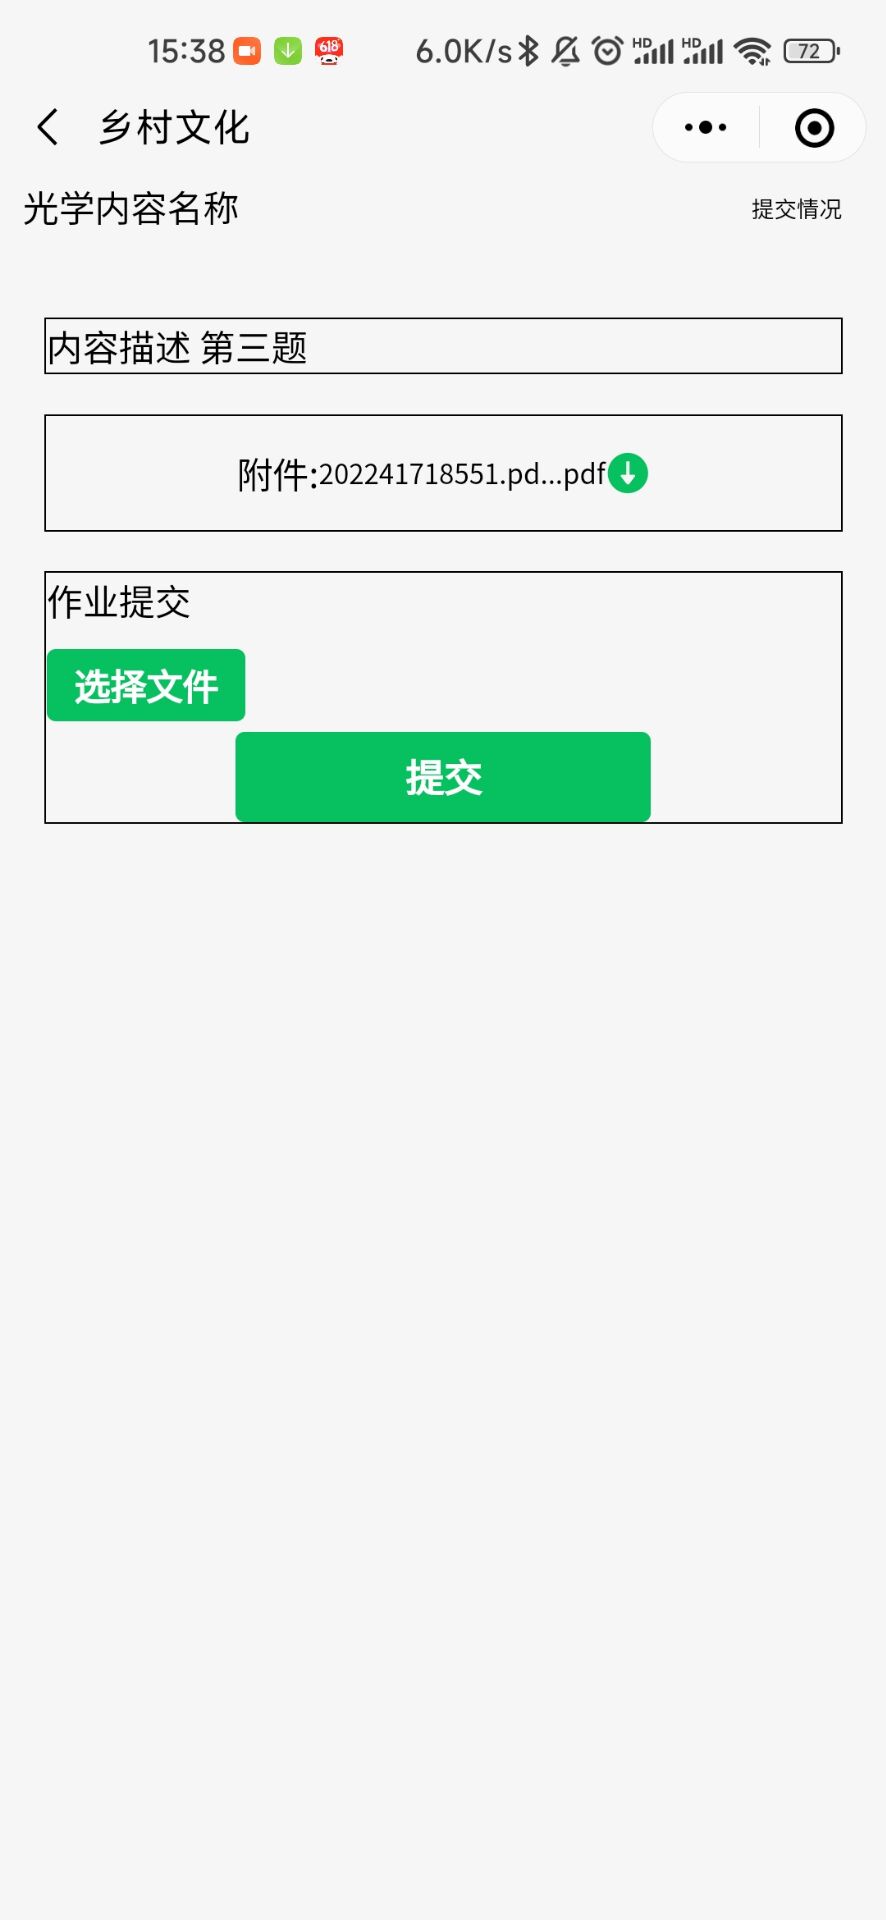 15:38 618 6.0K/s HD HD 72
乡村文化
光学内容名称 提交情况
内容描述 第三题
附件:202241718551.pd...pdf
作业提交
选择文件
提交